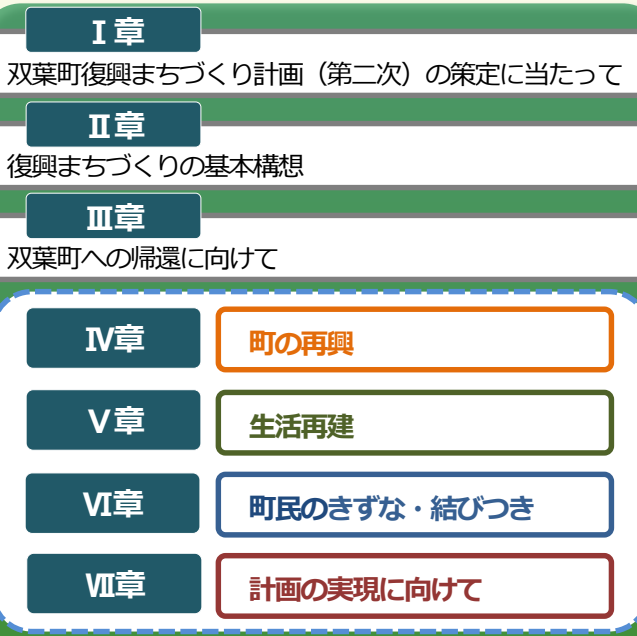 Ⅰ章
双葉町復興まちづくり計画（第二次）の策定に当たって
Ⅱ章
復興まちづくりの基本構想
Ⅲ章
双葉町への帰還に向けて
Ⅳ章
町の再興
Ⅴ章
生活再建
Ⅵ章
町民のきずな・結びつき
Ⅶ章
計画の実現に向けて